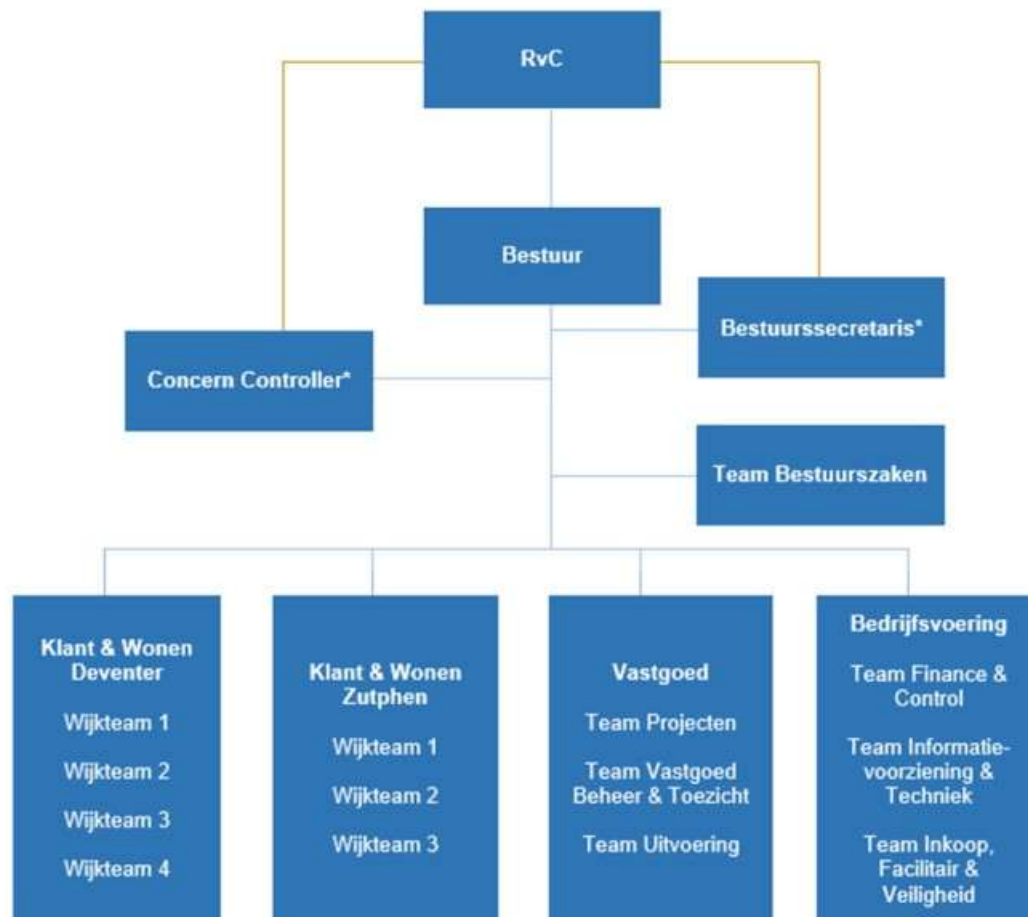 RvC
Bestuur
Bestuurssecretaris*
Concern Controller*
Team Bestuurszaken
Klant & Wonen
Deventer
Wijkteam 1
Wijkteam 2
Wijkteam 3
Wijkteam 4
Klant & Wonen
Zutphen
Wijkteam 1
Wijkteam 2
Wijkteam 3
Vastgoed
Team Projecten
Team Vastgoed
Beheer & Toezicht
Team Uitvoering
Bedrijfsvoering
Team Finance &
Control
Team Informatie-
voorziening &
Techniek
Team Inkoop,
Facilitair &
Veiligheid